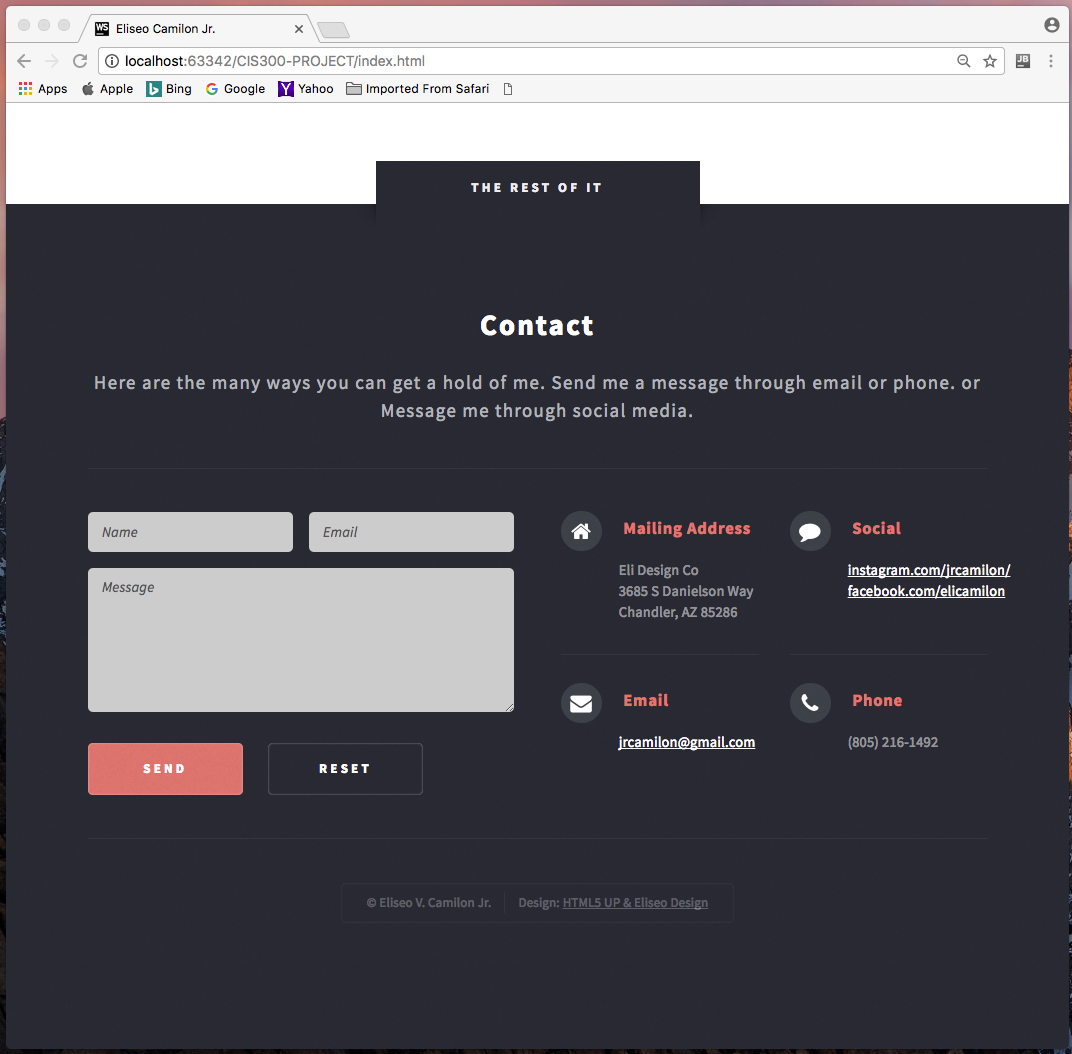 WS Eliseo Camilon Jr.
localhost:63342/CIS300-PROJECT/index.html
JB
Apps Apple Bing Google Yahoo Imported From Safari
THE REST OF IT
Contact
Here are the many ways you can get a hold of me. Send me a message through email or phone. or
Message me through social media.
Name Email
Message
SEND RESET
Mailing Address
Eli Design Co
3685 S Danielson Way
Chandler, AZ 85286
Social
instagram.com/jrcamilon/
facebook.com/elicamilon
Email
jrcamilon@gmail.com
Phone
(805) 216-1492
© Eliseo V. Camilon Jr. Design: HTML5 UP & Eliseo Design